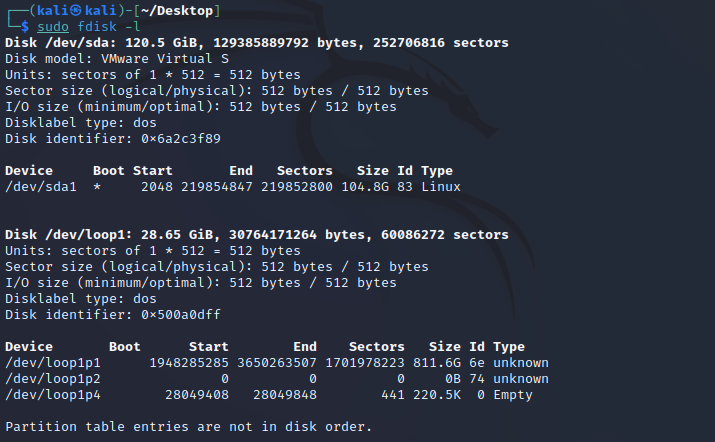 ┌──(kali㉿kali)-[~/Desktop]
└─$ sudo fdisk -l
Disk /dev/sda: 120.5 GiB, 129385889792 bytes, 252706816 sectors
Disk model: VMware Virtual S
Units: sectors of 1 * 512 = 512 bytes
Sector size (logical/physical): 512 bytes / 512 bytes
I/O size (minimum/optimal): 512 bytes / 512 bytes
Disklabel type: dos
Disk identifier: 0×6a2c3f89
Device     Boot Start       End   Sectors   Size Id Type
/dev/sda1  *     2048 219854847 219852800 104.8G 83 Linux
Disk /dev/loop1: 28.65 GiB, 30764171264 bytes, 60086272 sectors
Units: sectors of 1 * 512 = 512 bytes
Sector size (logical/physical): 512 bytes / 512 bytes
I/O size (minimum/optimal): 512 bytes / 512 bytes
Disklabel type: dos
Disk identifier: 0×500a0dff
Device       Boot      Start        End    Sectors   Size Id Type
/dev/loop1p1      1948285285 3650263507 1701978223 811.6G 6e unknown
/dev/loop1p2               0          0          0     0B 74 unknown
/dev/loop1p4        28049408   28049848        441 220.5K  0 Empty
Partition table entries are not in disk order.